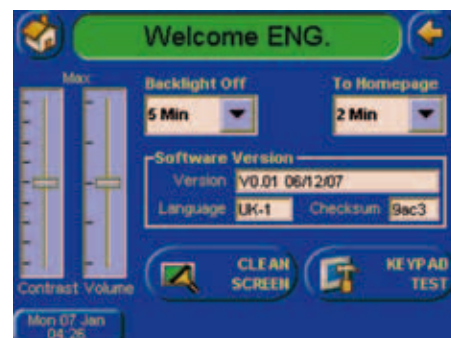 Welcome ENG.
Max
Backlight Off
To Homepage
5 Min
2 Min
Software Version
Version V0.01 06/12/07
Language UK-1 Checksum 9ac3
Contrast Volume
CLEAN
SCREEN
KEYPAD
TEST
Mon 07 Jan
04:26